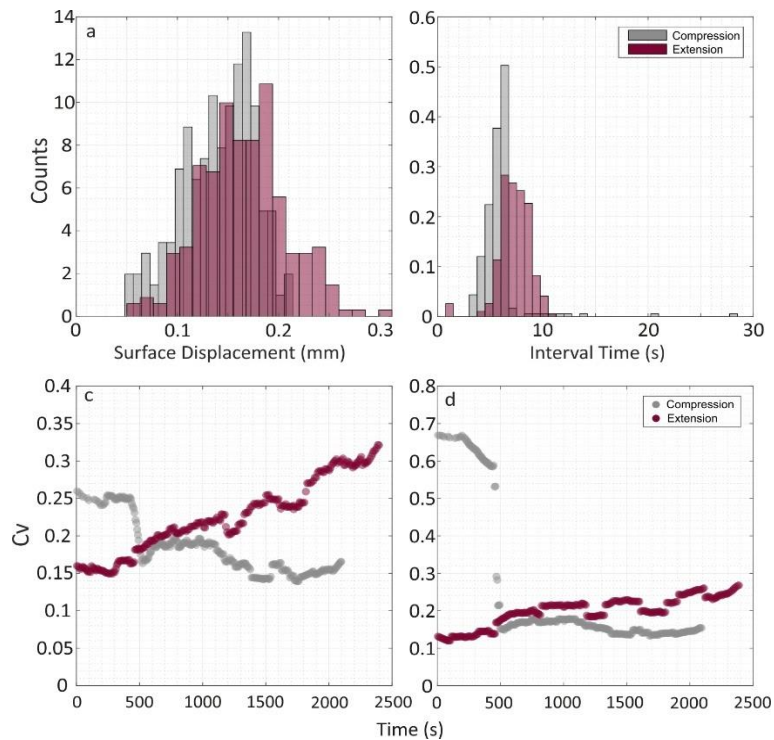 a
14
12
10
8
6
4
2
0
Counts
0 0.1 0.2 0.3
Surface Displacement (mm)
Compression
Extension
0.6
0.5
0.4
0.3
0.2
0.1
0
0 10 20 30
Interval Time (s)
c
0.4
0.35
0.3
0.25
0.2
0.15
0.1
0.05
0
Cv
0 500 1000 1500 2000 2500
d
Compression
Extension
0.8
0.7
0.6
0.5
0.4
0.3
0.2
0.1
0
0 500 1000 1500 2000 2500
Time (s)